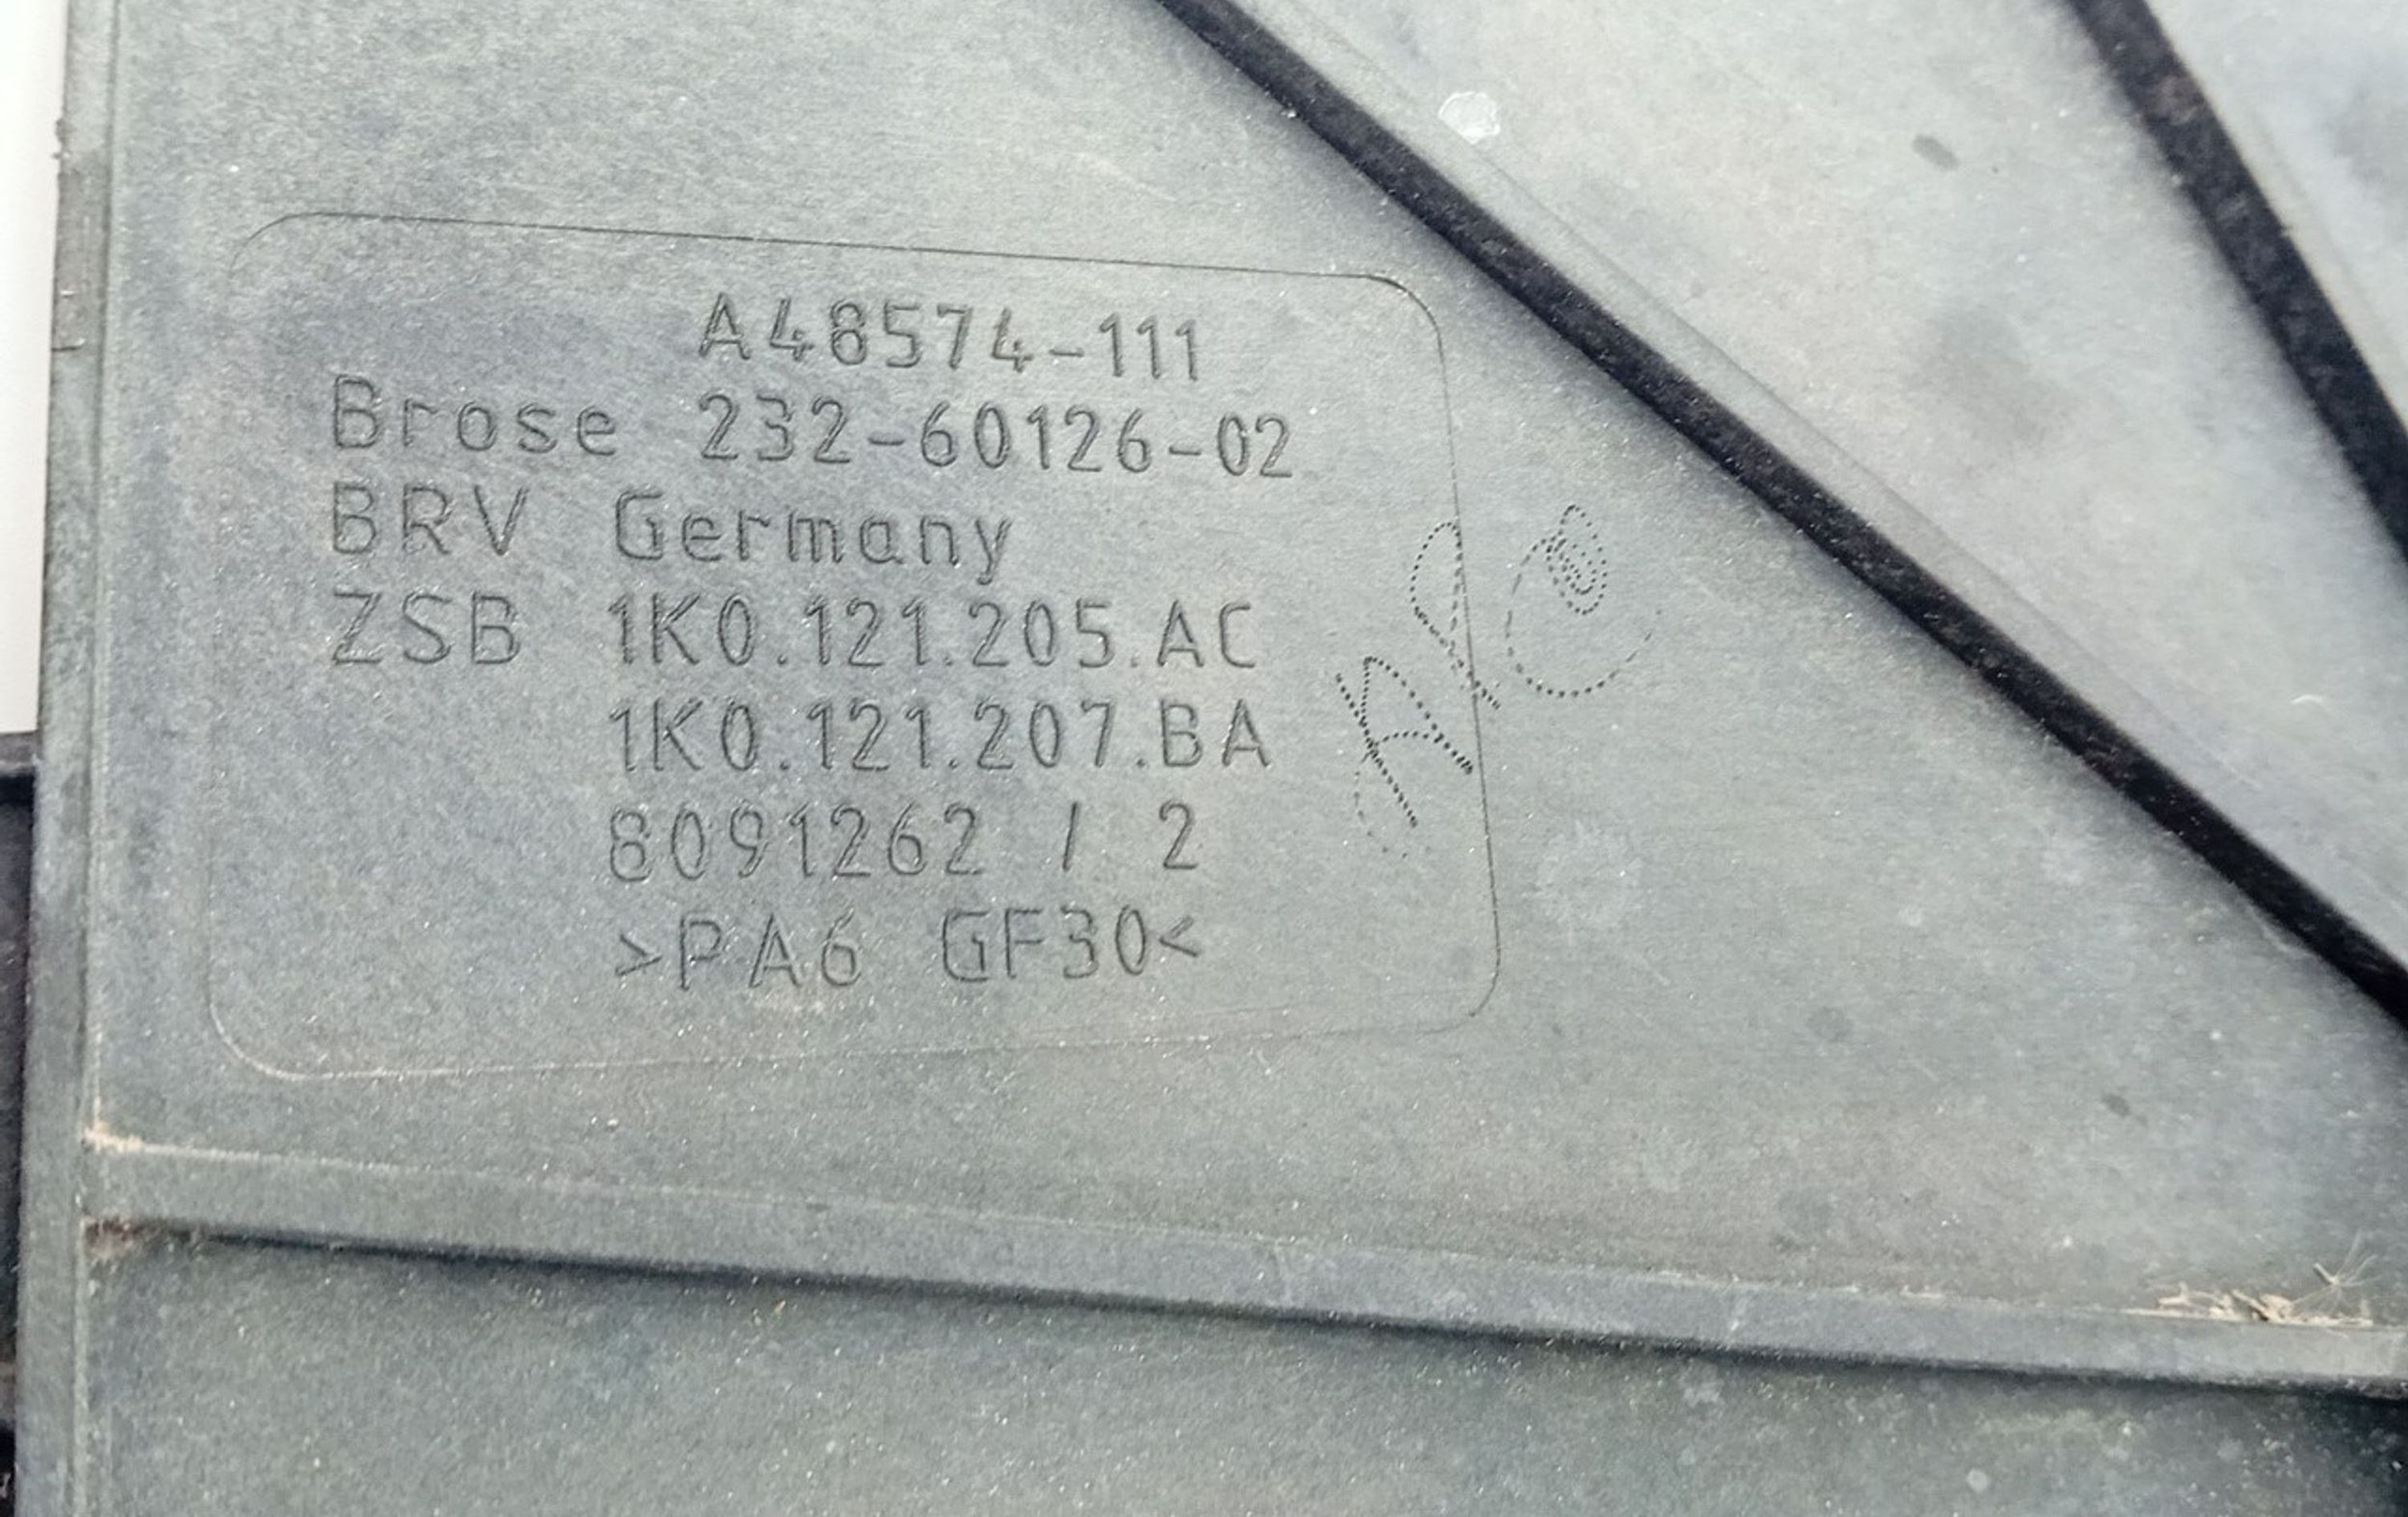 A48574-111
Brose 232-60126-02
BRV Germany
ZSB 1K0.121.205.AC
1K0.121.207.BA
8091262 / 2
>PA6 GF30<